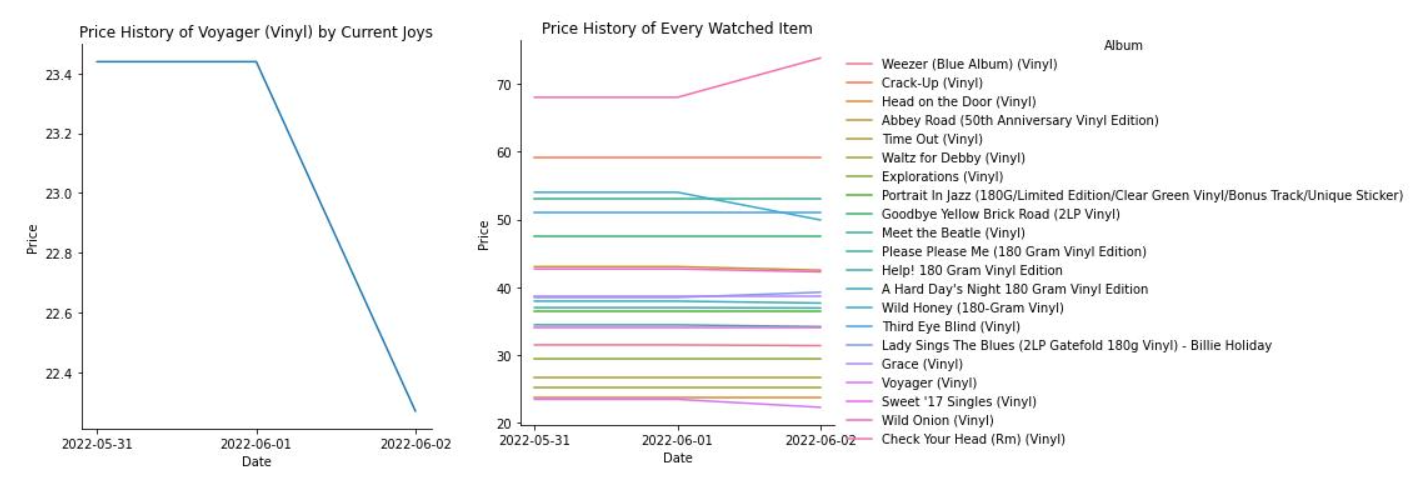 Price History of Voyager (Vinyl) by Current Joys
23.4
23.2
23.0
22.8
22.6
22.4
Price
2022-05-31
2022-06-01
2022-06-02
Date
Price History of Every Watched Item
70
60
50
40
30
20
Price
2022-05-31
2022-06-01
2022-06-02
Date
Album
Weezer (Blue Album) (Vinyl)
Crack-Up (Vinyl)
Head on the Door (Vinyl)
Abbey Road (50th Anniversary Vinyl Edition)
Time Out (Vinyl)
Waltz for Debby (Vinyl)
Explorations (Vinyl)
Portrait In Jazz (180G/Limited Edition/Clear Green Vinyl/Bonus Track/Unique Sticker)
Goodbye Yellow Brick Road (2LP Vinyl)
Meet the Beatle (Vinyl)
Please Please Me (180 Gram Vinyl Edition)
Help! 180 Gram Vinyl Edition
A Hard Day's Night 180 Gram Vinyl Edition
Wild Honey (180-Gram Vinyl)
Third Eye Blind (Vinyl)
Lady Sings The Blues (2LP Gatefold 180g Vinyl) - Billie Holiday
Grace (Vinyl)
Voyager (Vinyl)
Sweet '17 Singles (Vinyl)
Wild Onion (Vinyl)
Check Your Head (Rm) (Vinyl)